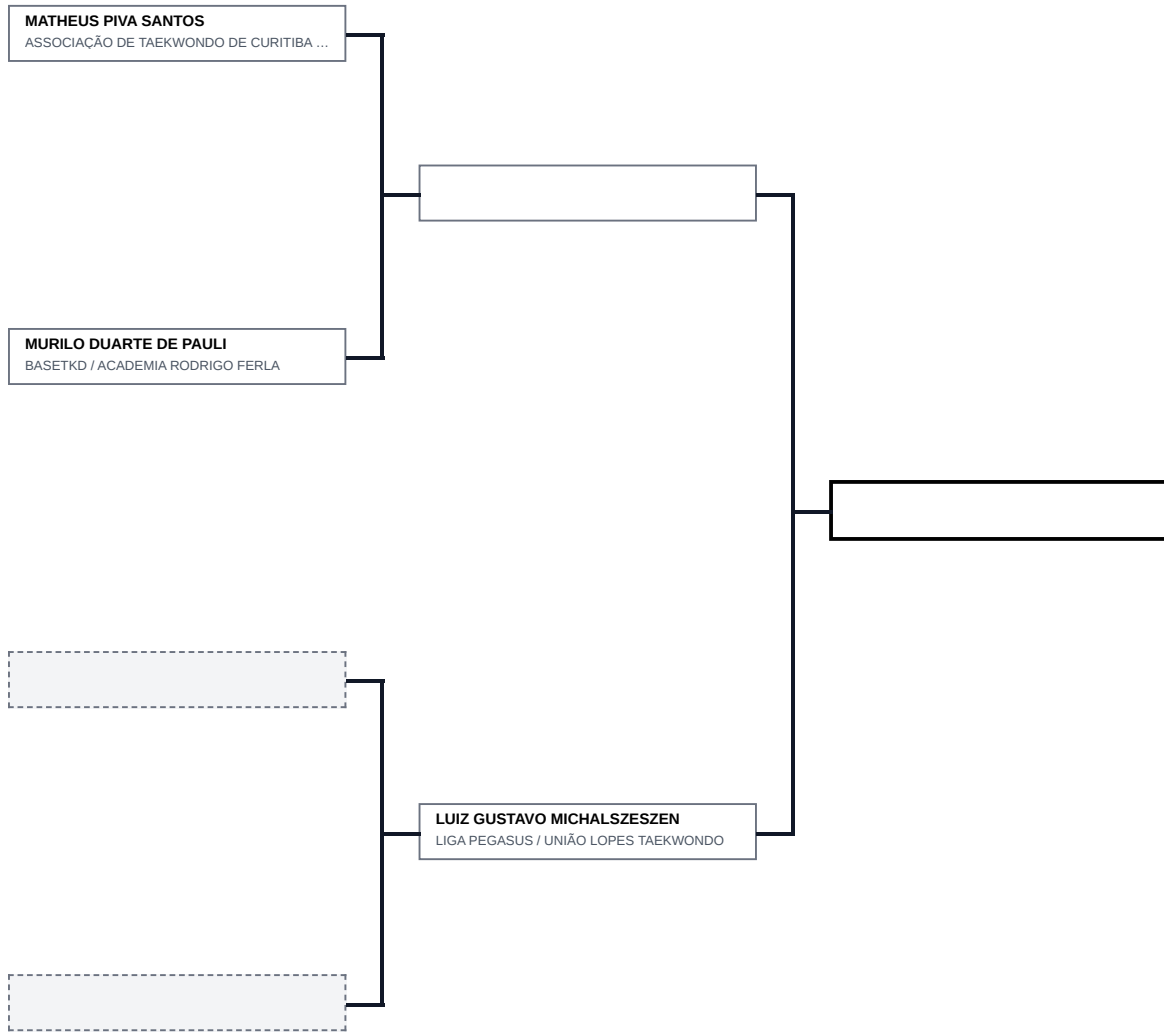 MATHEUS PIVA SANTOS
ASSOCIAÇÃO DE TAEKWONDO DE CURITIBA ...
MURILO DUARTE DE PAULI
BASETKD / ACADEMIA RODRIGO FERLA
LUIZ GUSTAVO MICHALSZESZEN
LIGA PEGASUS / UNIÃO LOPES TAEKWONDO